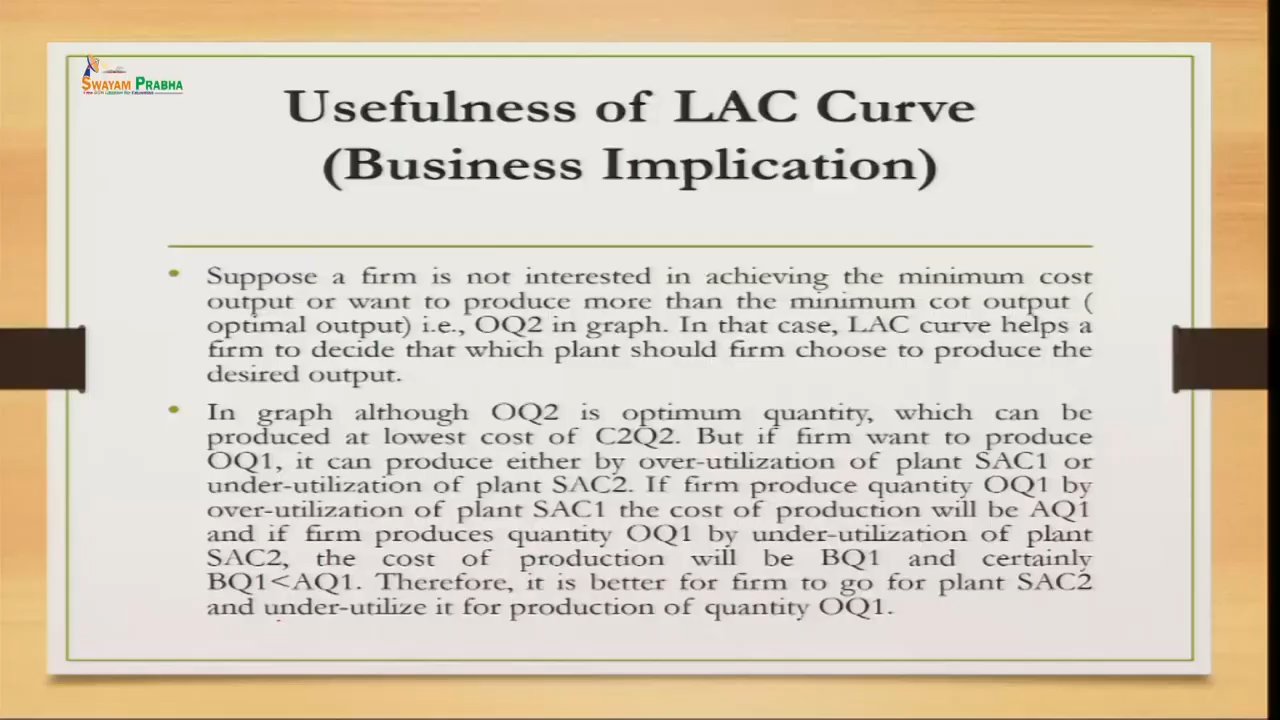 SWAYAM PRABHA
Usefulness of LAC Curve
(Business Implication)
• Suppose a firm is not interested in achieving the minimum cost
output or want to produce more than the minimum cot output (
optimal output) i.e., OQ2 in graph. In that case, LAC curve helps a
firm to decide that which plant should firm choose to produce the
desired output.
• In graph although OQ2 is optimum quantity, which can be
produced at lowest cost of C2Q2. But if firm want to produce
OQ1, it can produce either by over-utilization of plant SAC1 or
under-utilization of plant SAC2. If firm produce quantity OQ1 by
over-utilization of plant SAC1 the cost of production will be AQ1
and if firm produces quantity OQ1 by under-utilization of plant
SAC2, the cost of production will be BQ1 and certainly
BQ1<AQ1. Therefore, it is better for firm to go for plant SAC2
and under-utilize it for production of quantity OQ1.